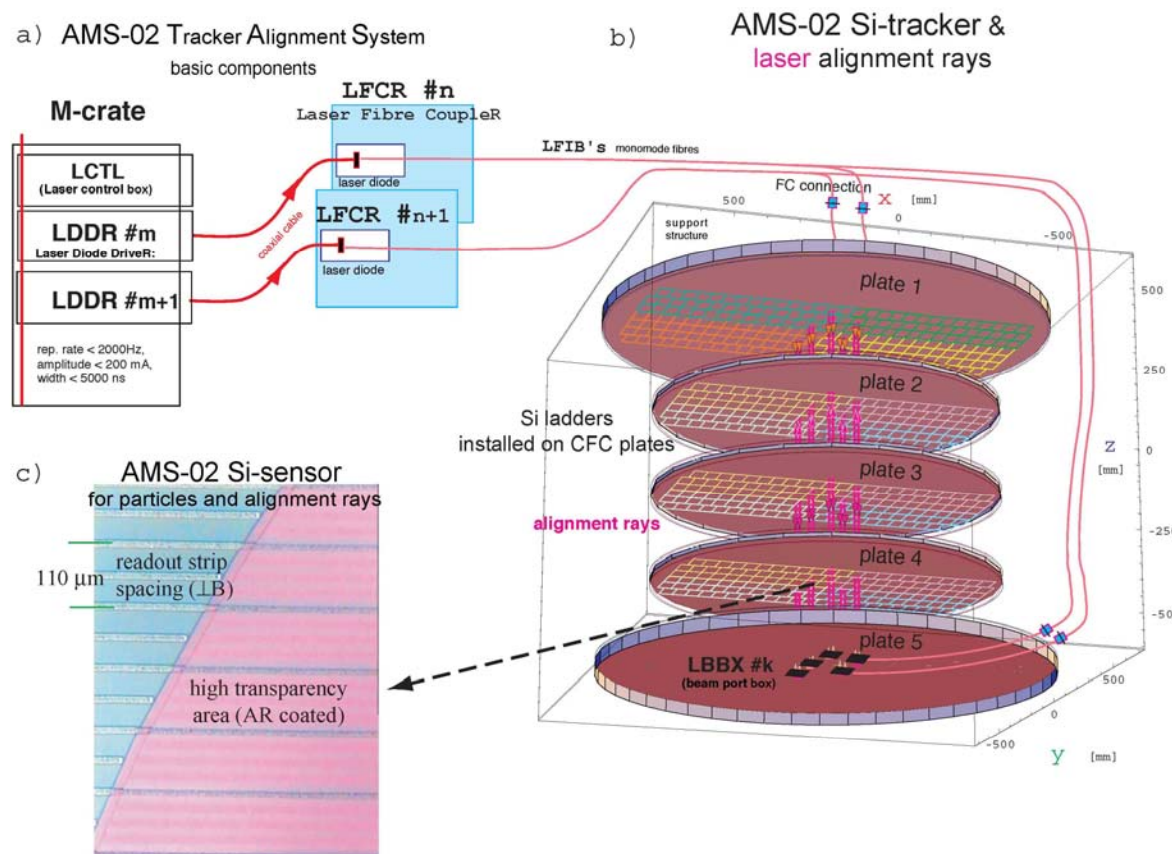 a) AMS-02 Tracker Alignment System
basic components
M-crate
LCTL
(Laser control box)
LDDR #m
Laser Diode DriveR:
LDDR #m+1
rep. rate < 2000Hz,
amplitude < 200 mA,
width < 5000 ns
coaxial cable
LFCR #n
Laser Fibre CoupleR
laser diode
LFCR #n+1
laser diode
LFIB's monomode fibres
b) AMS-02 Si-tracker &
laser alignment rays
FC connection
x [mm]
500
0
-500
support
structure
plate 1
plate 2
plate 3
plate 4
plate 5
Si ladders
installed on CFC plates
alignment rays
LBBX #k
(beam port box)
500
250
0
z
[mm]
-250
-500
500
0
-500
y [mm]
c) AMS-02 Si-sensor
for particles and alignment rays
110 µm
readout strip
spacing (⊥B)
high transparency
area (AR coated)